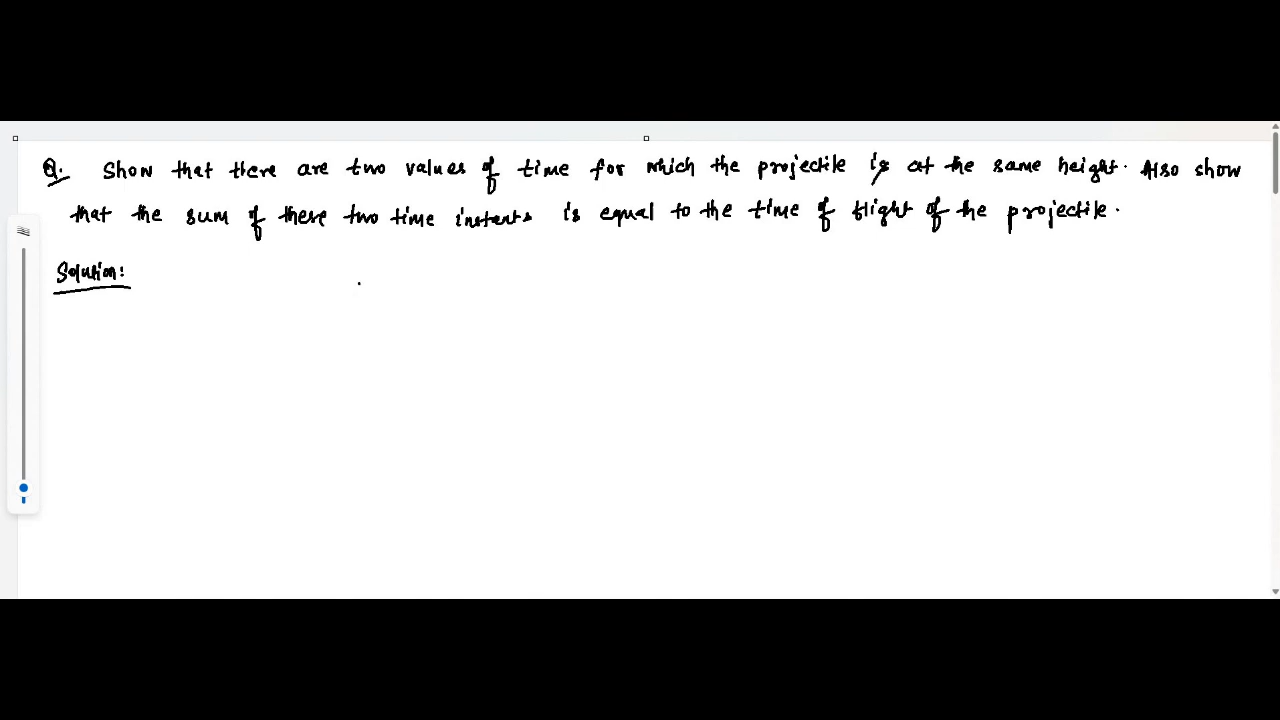 Q. Show that there are two values of time for which the projectile is at the same height. Also show
that the sum of these two time instants is equal to the time of flight of the projectile.
Solution: